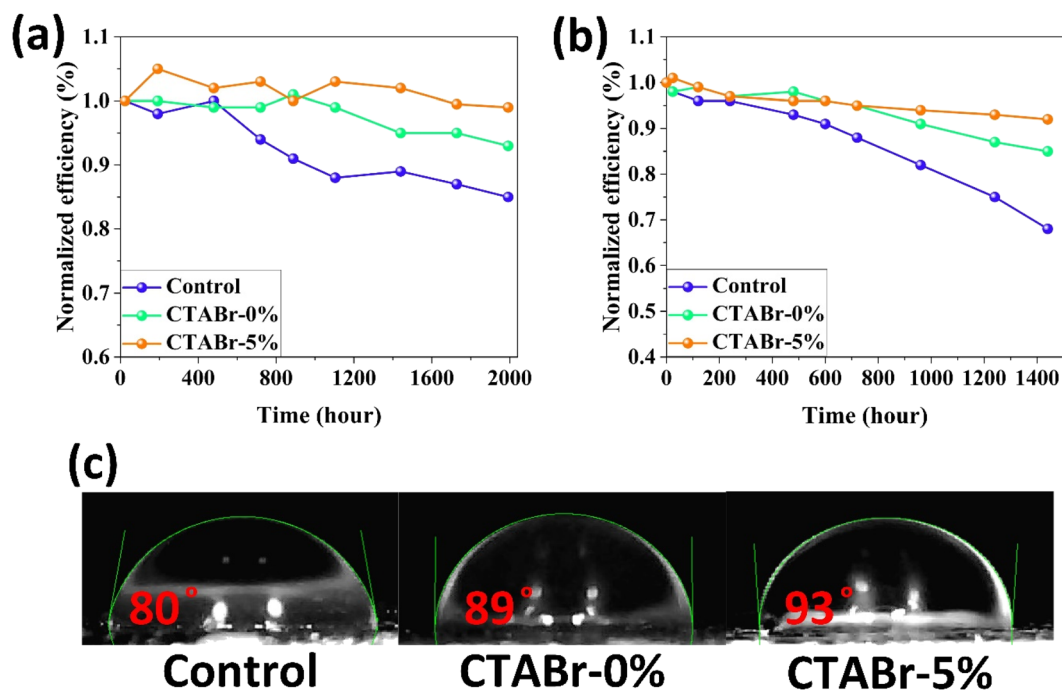 (a)
Normalized efficiency (%)
1.1
1.0
0.9
0.8
0.7
0.6
Control
CTABr-0%
CTABr-5%
0 400 800 1200 1600 2000
Time (hour)
(b)
Normalized efficiency (%)
1.1
1.0
0.9
0.8
0.7
0.6
0.5
0.4
Control
CTABr-0%
CTABr-5%
0 200 400 600 800 1000 1200 1400
Time (hour)
(c)
80°
89°
93°
Control
CTABr-0%
CTABr-5%